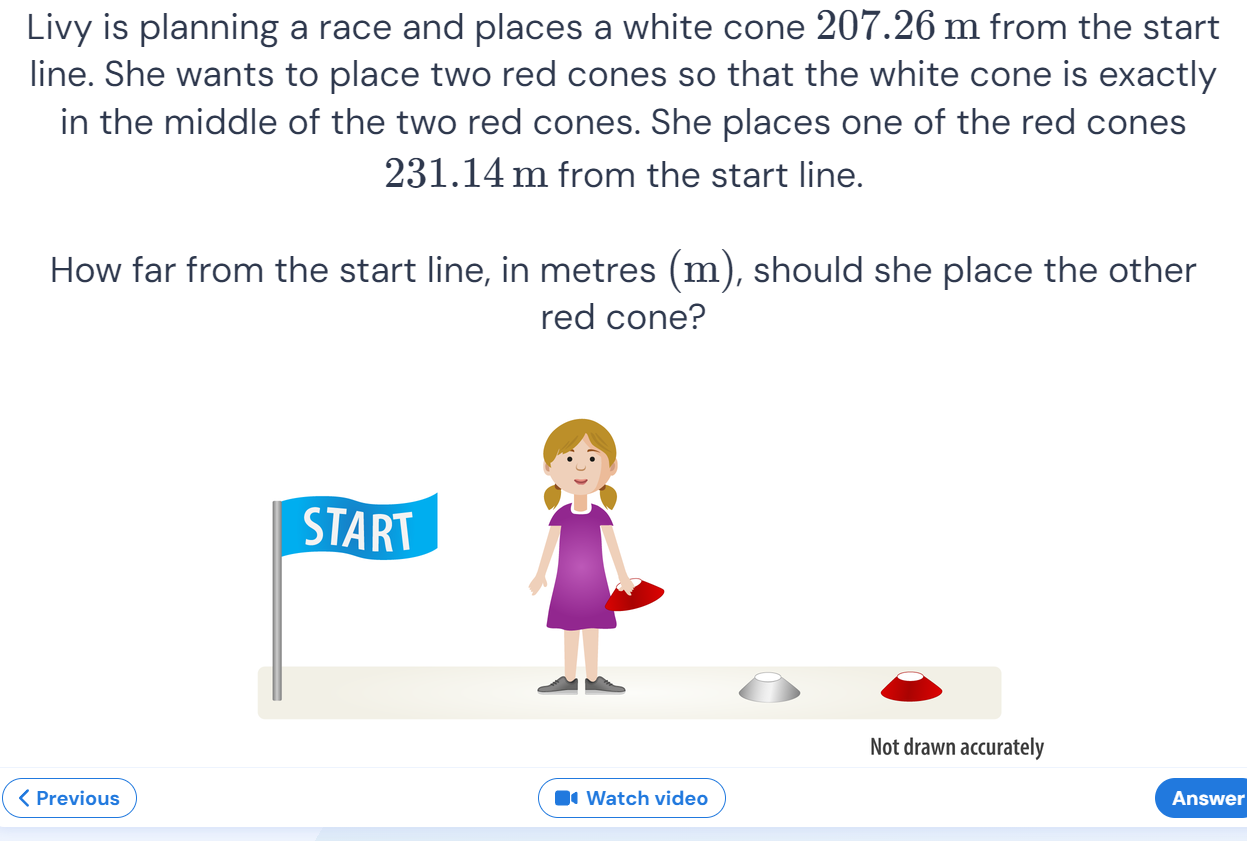 Livy is planning a race and places a white cone 207.26 m from the start
line. She wants to place two red cones so that the white cone is exactly
in the middle of the two red cones. She places one of the red cones
231.14 m from the start line.
How far from the start line, in metres (m), should she place the other
red cone?
START
Not drawn accurately
Previous
Watch video
Answer